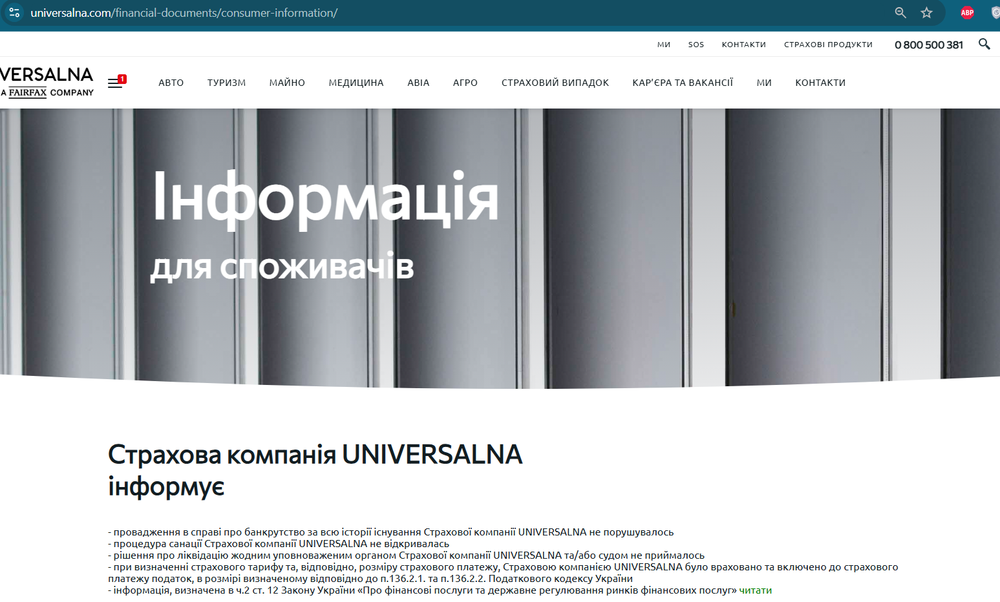 universalna.com/financial-documents/consumer-information/
ABP
МИ SOS КОНТАКТИ СТРАХОВІ ПРОДУКТИ 0 800 500 381
VERSALNA
A FAIRFAX COMPANY
1
АВТО ТУРИЗМ МАЙНО МЕДИЦИНА АВІА АГРО СТРАХОВИЙ ВИПАДОК КАР'ЄРА ТА ВАКАНСІЇ МИ КОНТАКТИ
Інформація
для споживачів
Страхова компанія UNIVERSALNA
інформує
- провадження в справі про банкрутство за всю історії існування Страхової компанії UNIVERSALNA не порушувалось
- процедура санації Страхової компанії UNIVERSALNA не відкривалась
- рішення про ліквідацію жодним уповноваженим органом Страхової компанії UNIVERSALNA та/або судом не приймалось
- при визначенні страхового тарифу та, відповідно, розміру страхового платежу, Страховою компанією UNIVERSALNA було враховано та включено до страхового
платежу податок, в розмірі визначеному відповідно до п.136.2.1. та п.136.2.2. Податкового кодексу України
- інформація, визначена в ч.2 ст. 12 Закону України «Про фінансові послуги та державне регулювання ринків фінансових послуг» читати